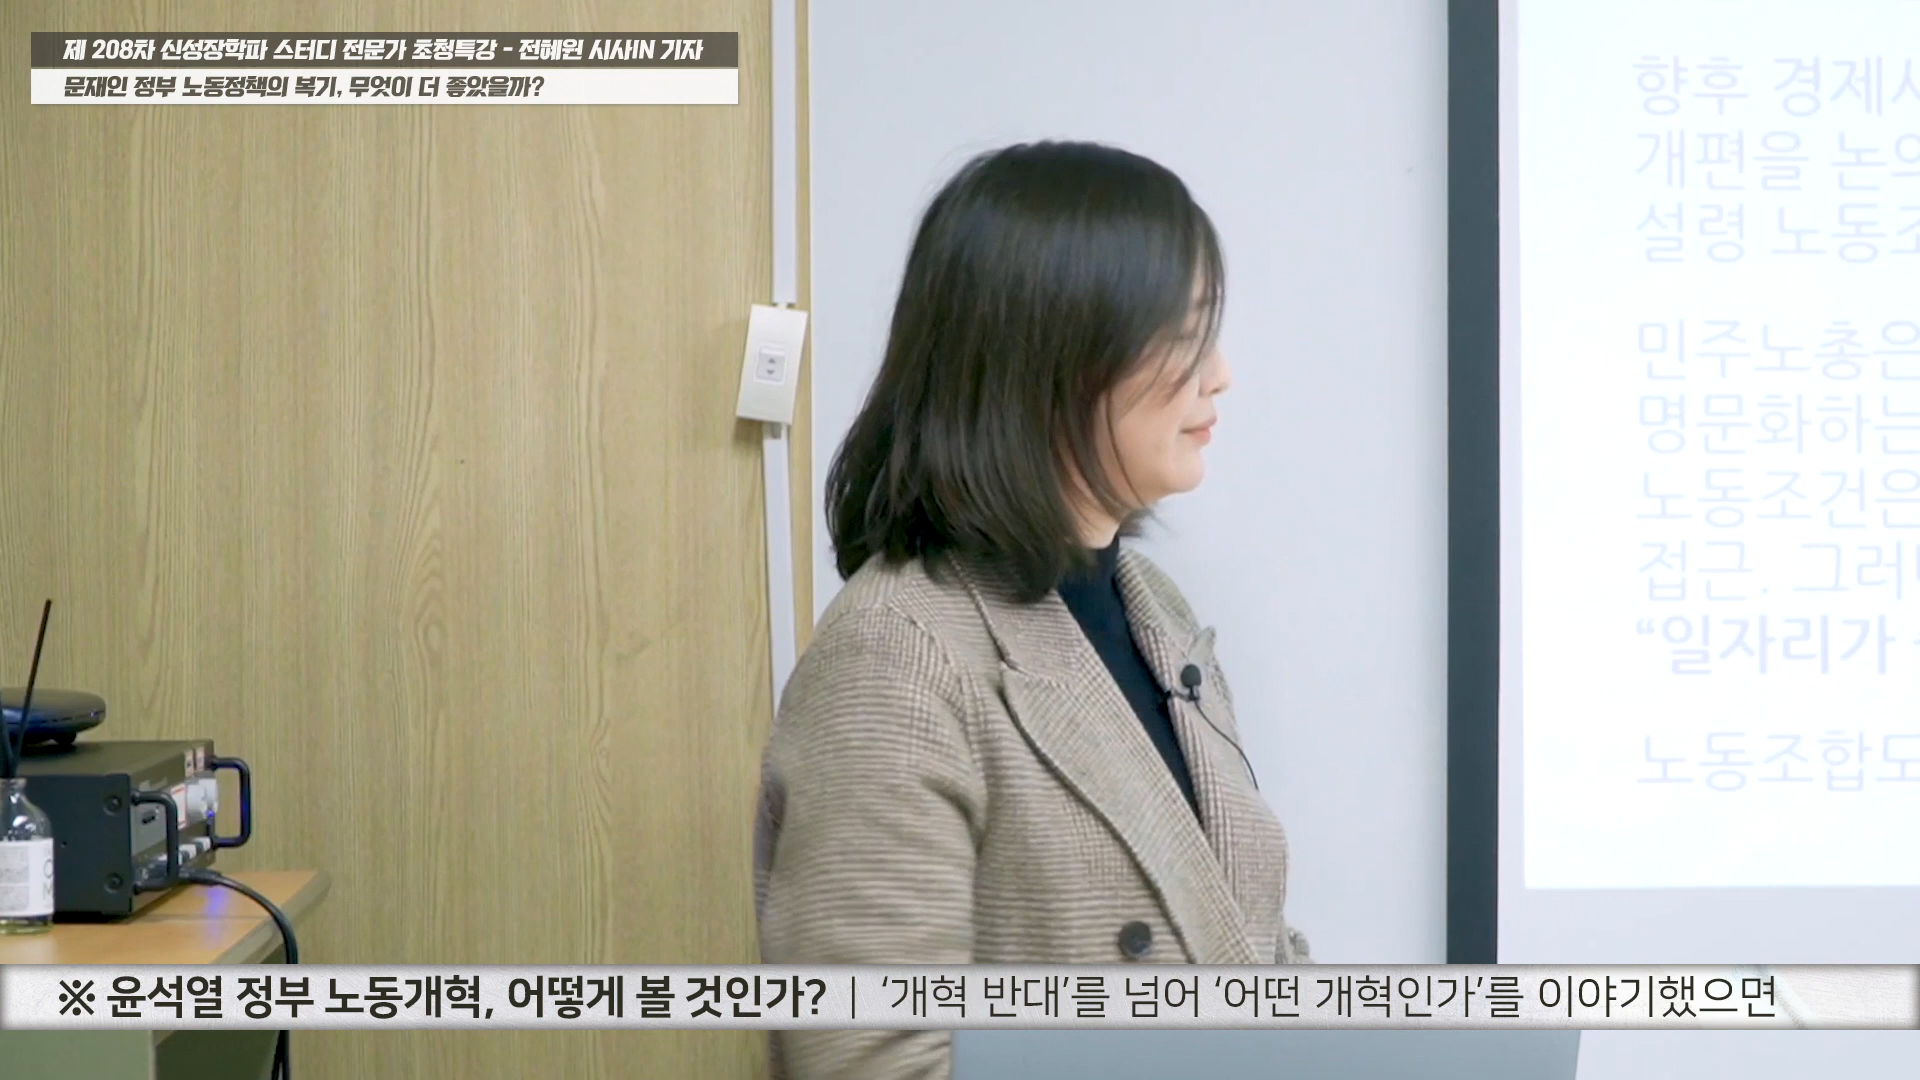 제 208차 신성장학파 스터디 전문가 초청특강 - 전혜원 시사IN 기자
문재인 정부 노동정책의 복기, 무엇이 더 좋았을까?
향후 경제사
개편을 논의
설령 노동조
민주노총은
명문화하는
노동조건은
접근. 그러
“일자리가
노동조합도
※ 윤석열 정부 노동개혁, 어떻게 볼 것인가? | ‘개혁 반대’를 넘어 ‘어떤 개혁인가’를 이야기했으면